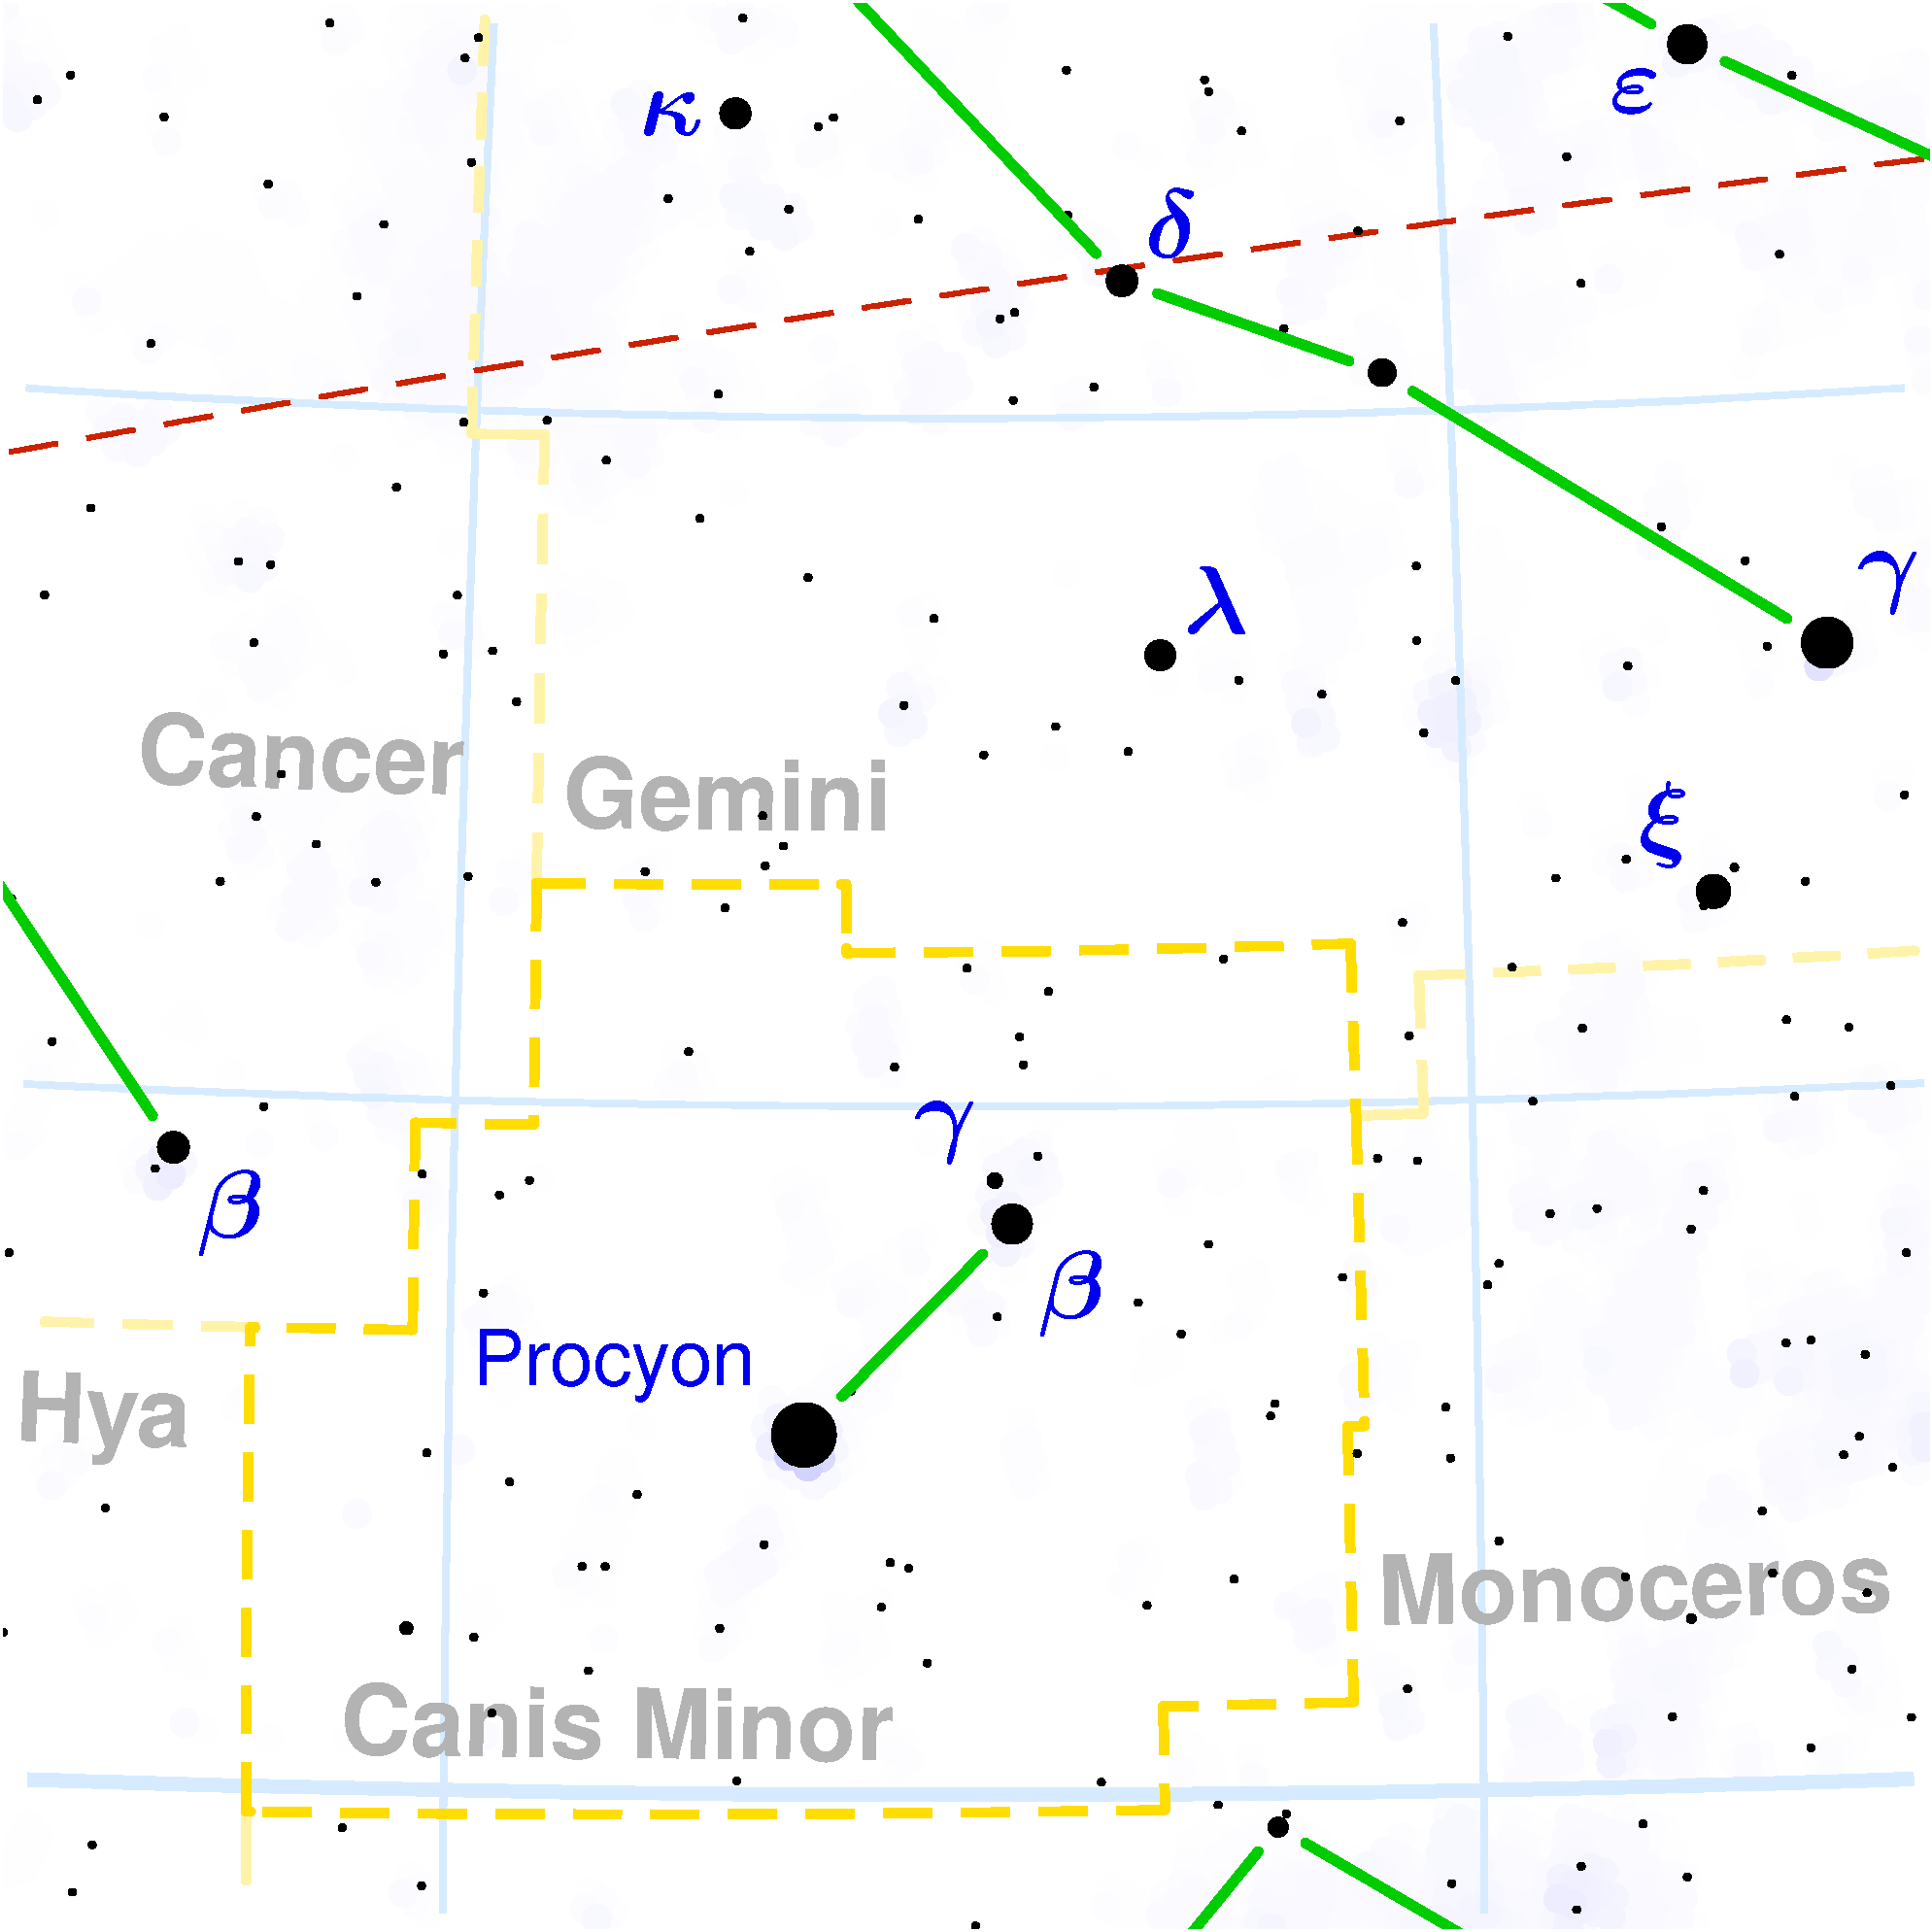 ε
κ
δ
γ
λ
Cancer
Gemini
ξ
γ
β
β
Procyon
Hya
Monoceros
Canis Minor